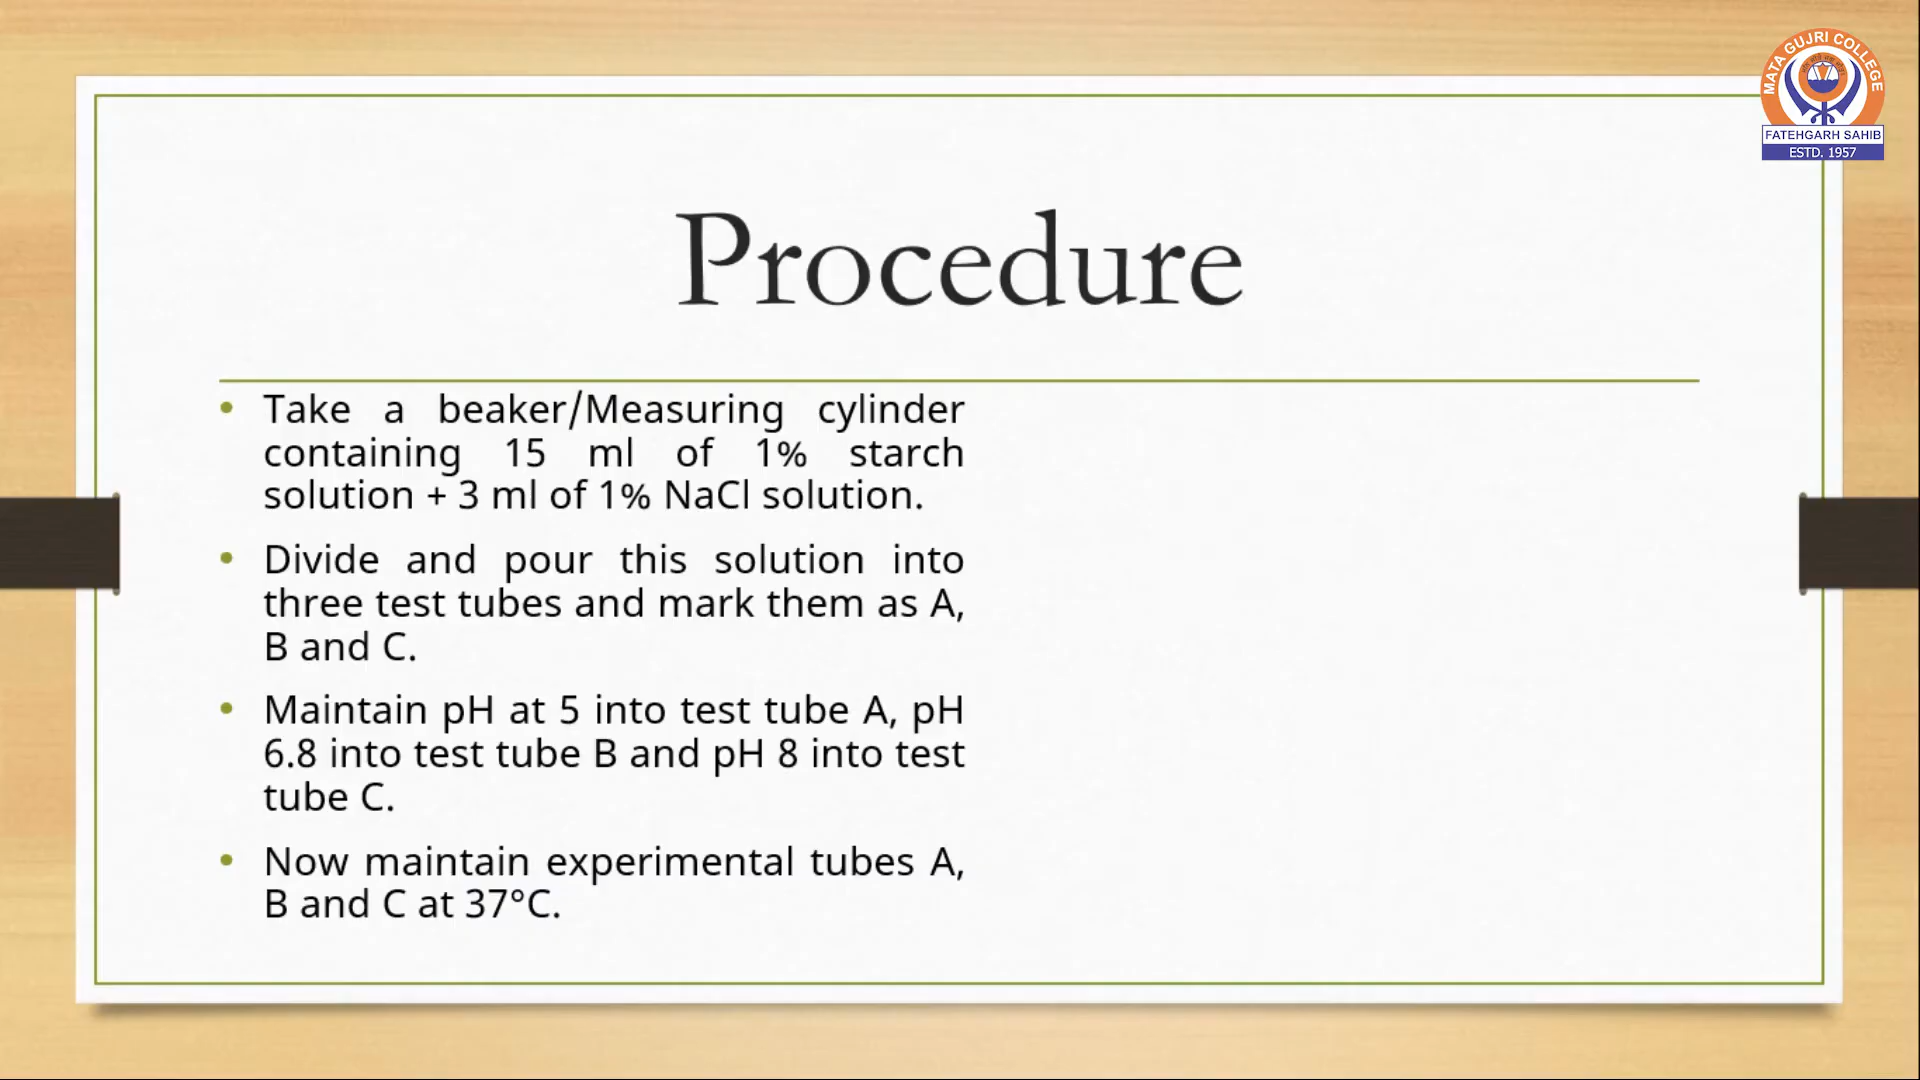 MATA GUJRI COLLEGE
FATEHGARH SAHIB
ESTD. 1957
Procedure
• Take a beaker/Measuring cylinder
containing 15 ml of 1% starch
solution + 3 ml of 1% NaCl solution.
• Divide and pour this solution into
three test tubes and mark them as A,
B and C.
• Maintain pH at 5 into test tube A, pH
6.8 into test tube B and pH 8 into test
tube C.
• Now maintain experimental tubes A,
B and C at 37°C.